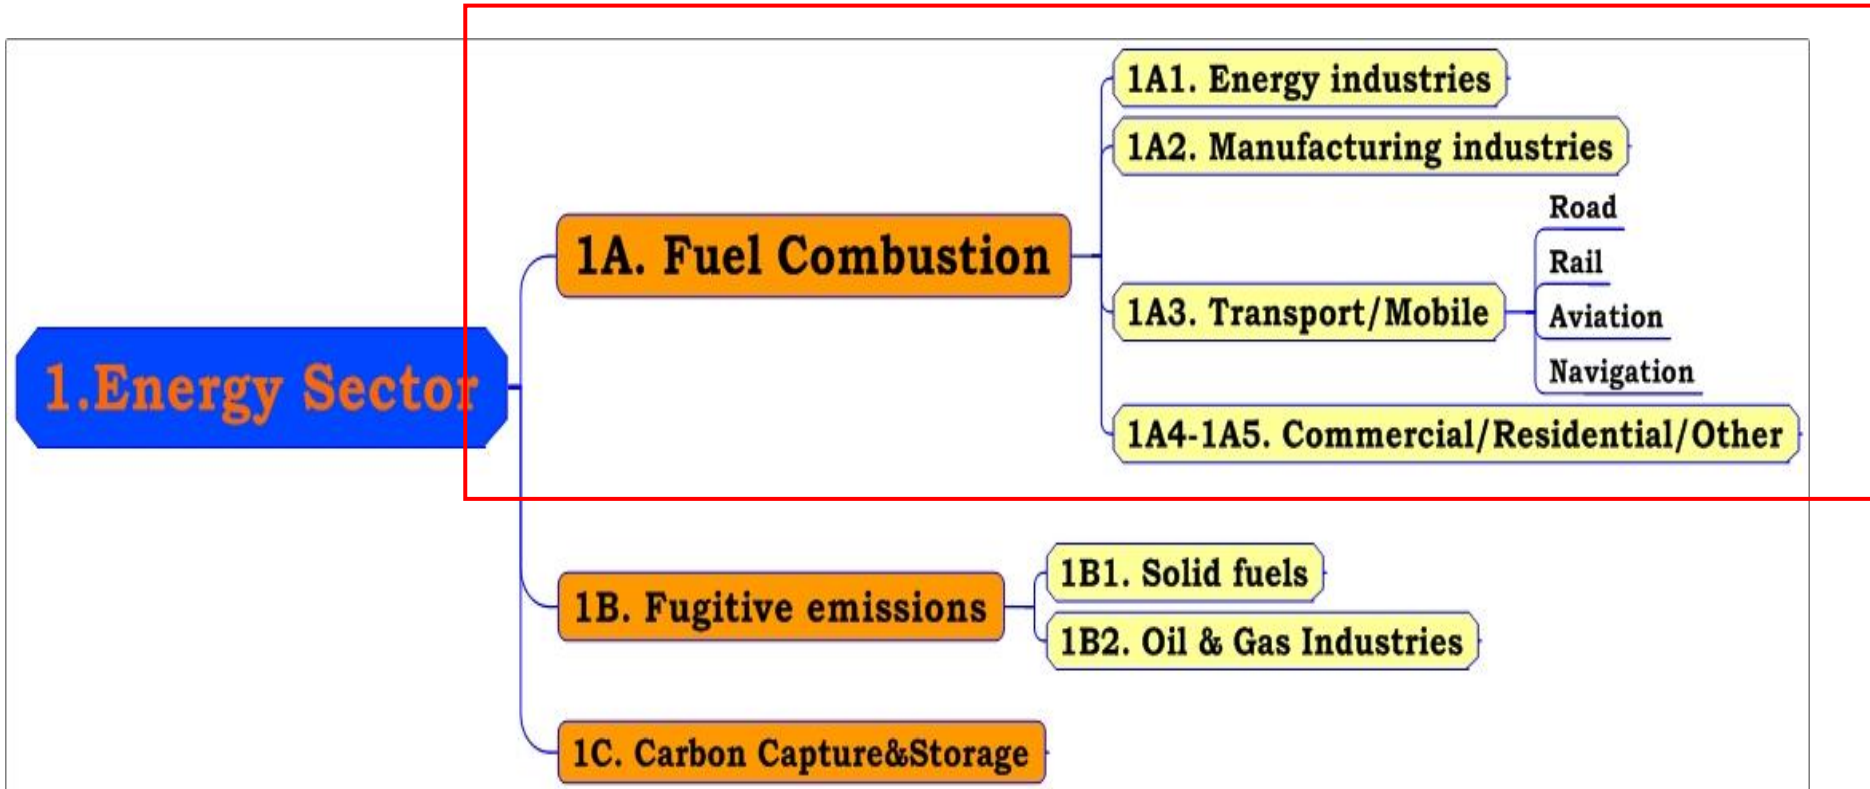 1.Energy Sector
1A. Fuel Combustion
1A1. Energy industries
1A2. Manufacturing industries
1A3. Transport/Mobile
Road
Rail
Aviation
Navigation
1A4-1A5. Commercial/Residential/Other
1B. Fugitive emissions
1B1. Solid fuels
1B2. Oil & Gas Industries
1C. Carbon Capture&Storage